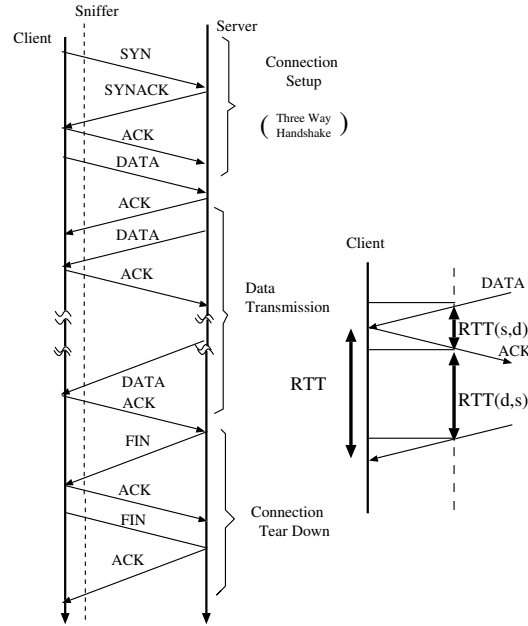 Sniffer
Client
Server
SYN
SYNACK
ACK
DATA
ACK
DATA
ACK
DATA
ACK
FIN
ACK
FIN
ACK
Connection
Setup
( Three Way
Handshake )
Data
Transmission
Connection
Tear Down
Client
DATA
RTT(s,d)
ACK
RTT
RTT(d,s)